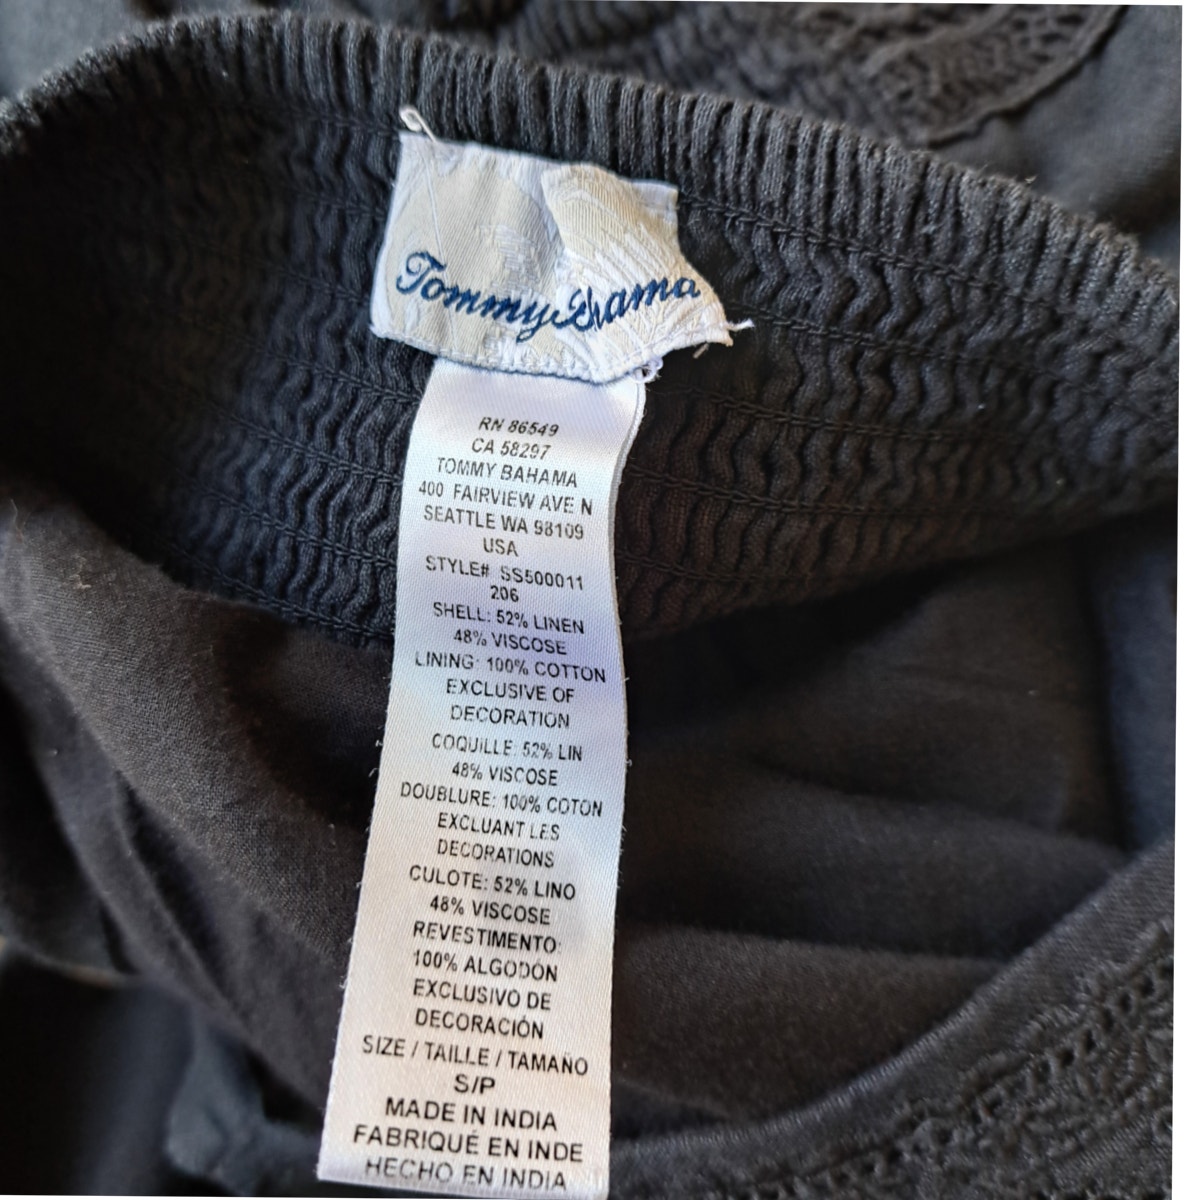 Tommy Bahama
RN 86549
CA 58297
TOMMY BAHAMA
400 FAIRVIEW AVE N
SEATTLE WA 98109
USA
STYLE# SS500011
206
SHELL: 52% LINEN
48% VISCOSE
LINING: 100% COTTON
EXCLUSIVE OF
DECORATION
COQUILLE: 52% LIN
48% VISCOSE
DOUBLURE: 100% COTON
EXCLUANT LES
DECORATIONS
CULOTE: 52% LINO
48% VISCOSE
REVESTIMENTO:
100% ALGODÓN
EXCLUSIVO DE
DECORACIÓN
SIZE / TAILLE / TAMAÑO
S/P
MADE IN INDIA
FABRIQUÉ EN INDE
HECHO EN INDIA